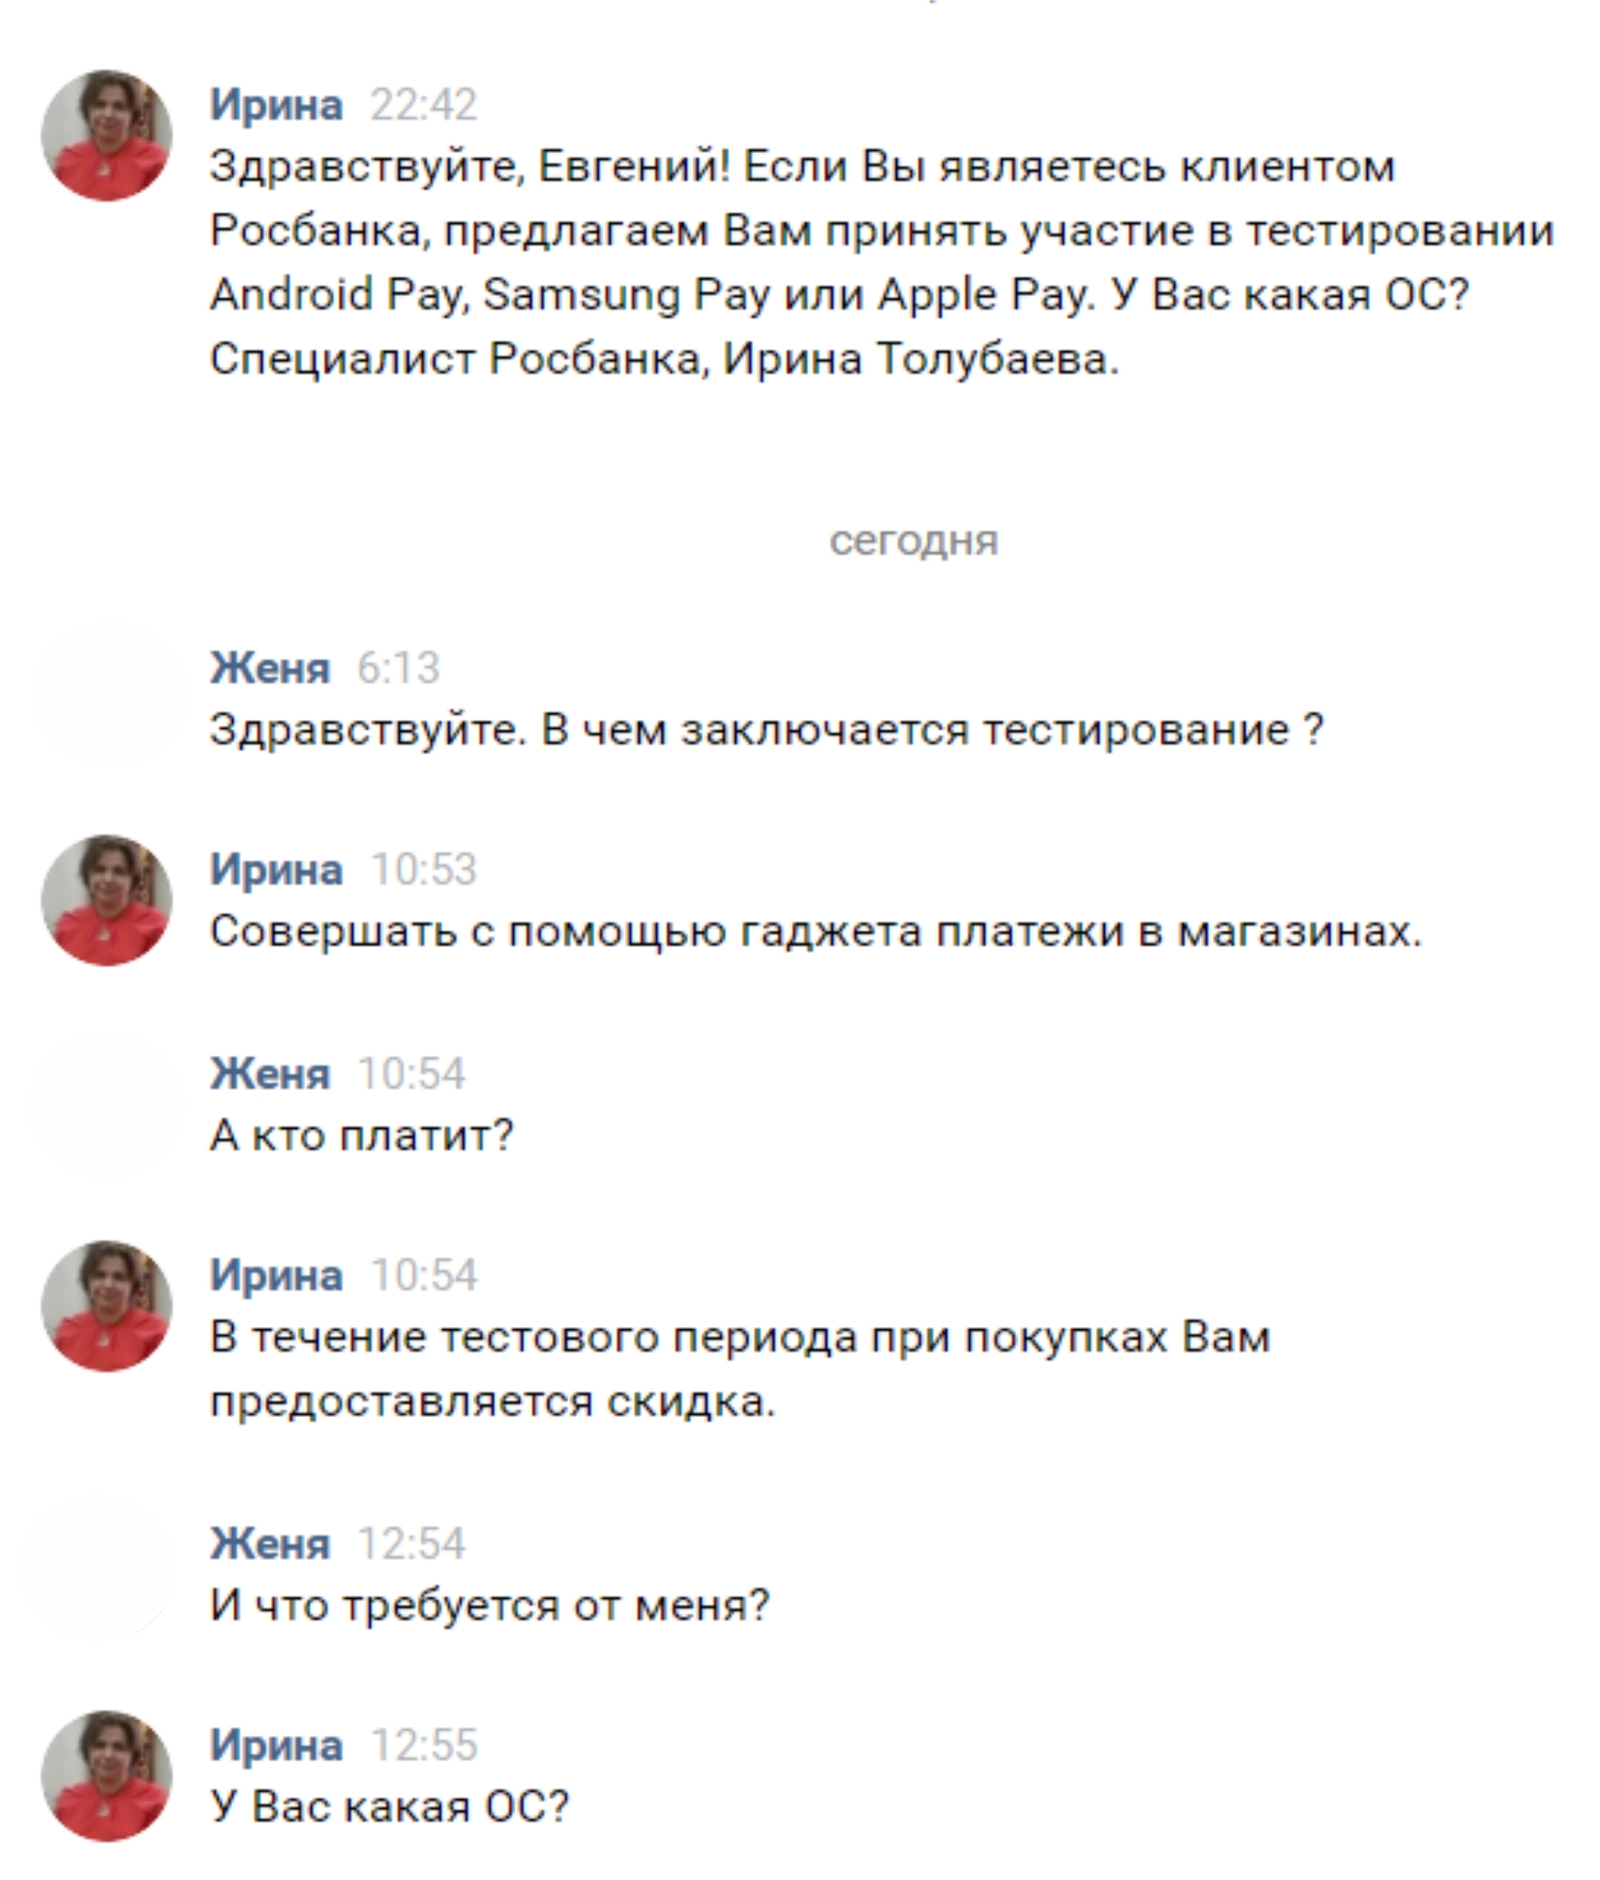 Ирина 22:42
Здравствуйте, Евгений! Если Вы являетесь клиентом
Росбанка, предлагаем Вам принять участие в тестировании
Android Pay, Samsung Pay или Apple Pay. У Вас какая ОС?
Специалист Росбанка, Ирина Толубаева.
сегодня
Женя 6:13
Здравствуйте. В чем заключается тестирование ?
Ирина 10:53
Совершать с помощью гаджета платежи в магазинах.
Женя 10:54
А кто платит?
Ирина 10:54
В течение тестового периода при покупках Вам
предоставляется скидка.
Женя 12:54
И что требуется от меня?
Ирина 12:55
У Вас какая ОС?